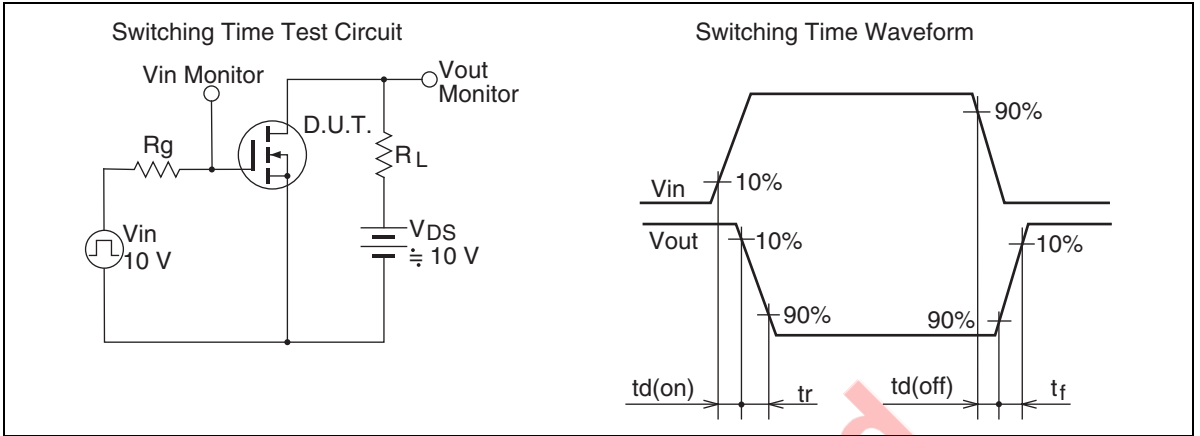 Switching Time Test Circuit
Vin Monitor
Vout
Monitor
D.U.T.
Rg
RL
Vin
10 V
VDS
≒ 10 V
Switching Time Waveform
90%
Vin
10%
Vout
10%
10%
90%
90%
td(on)
tr
td(off)
tf